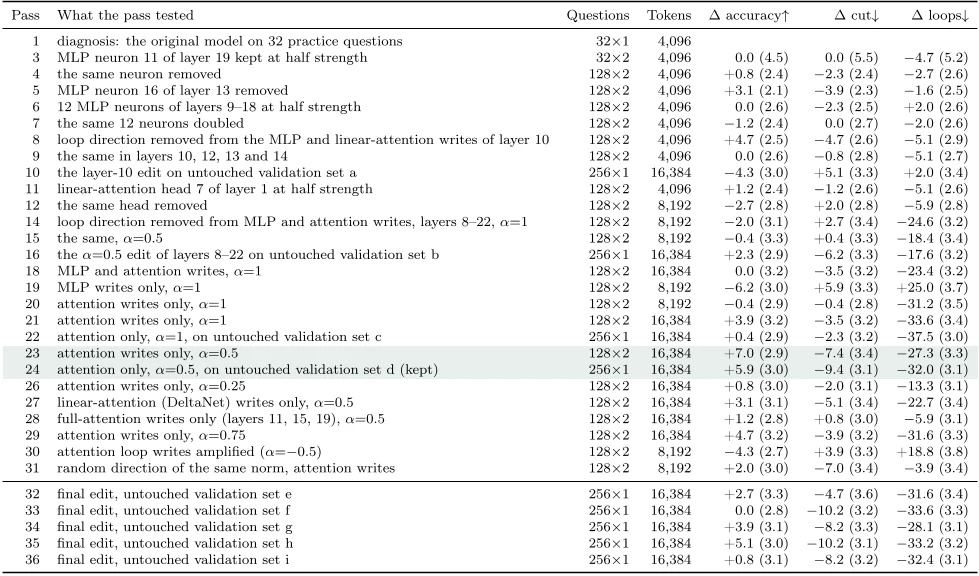 Pass What the pass tested Questions Tokens Δ accuracy↑ Δ cut↓ Δ loops↓
1 diagnosis: the original model on 32 practice questions 32×1 4,096
3 MLP neuron 11 of layer 19 kept at half strength 32×2 4,096 0.0 (4.5) 0.0 (5.5) −4.7 (5.2)
4 the same neuron removed 128×2 4,096 +0.8 (2.4) −2.3 (2.4) −2.7 (2.6)
5 MLP neuron 16 of layer 13 removed 128×2 4,096 +3.1 (2.1) −3.9 (2.3) −1.6 (2.5)
6 12 MLP neurons of layers 9–18 at half strength 128×2 4,096 0.0 (2.6) −2.3 (2.5) +2.0 (2.6)
7 the same 12 neurons doubled 128×2 4,096 −1.2 (2.4) 0.0 (2.7) −2.0 (2.6)
8 loop direction removed from the MLP and linear-attention writes of layer 10 128×2 4,096 +4.7 (2.5) −4.7 (2.6) −5.1 (2.9)
9 the same in layers 10, 12, 13 and 14 128×2 4,096 0.0 (2.6) −0.8 (2.8) −5.1 (2.7)
10 the layer-10 edit on untouched validation set a 256×1 16,384 −4.3 (3.0) +5.1 (3.3) +2.0 (3.4)
11 linear-attention head 7 of layer 1 at half strength 128×2 4,096 +1.2 (2.4) −1.2 (2.6) −5.1 (2.6)
12 the same head removed 128×2 8,192 −2.7 (2.8) +2.0 (2.8) −5.9 (2.8)
14 loop direction removed from MLP and attention writes, layers 8–22, α=1 128×2 8,192 −2.0 (3.1) +2.7 (3.4) −24.6 (3.2)
15 the same, α=0.5 128×2 8,192 −0.4 (3.3) +0.4 (3.3) −18.4 (3.4)
16 the α=0.5 edit of layers 8–22 on untouched validation set b 256×1 16,384 +2.3 (2.9) −6.2 (3.3) −17.6 (3.2)
18 MLP and attention writes, α=1 128×2 16,384 0.0 (3.2) −3.5 (3.2) −23.4 (3.2)
19 MLP writes only, α=1 128×2 8,192 −6.2 (3.0) +5.9 (3.3) +25.0 (3.7)
20 attention writes only, α=1 128×2 8,192 −0.4 (2.9) −0.4 (2.8) −31.2 (3.5)
21 attention writes only, α=1 128×2 16,384 +3.9 (3.2) −3.5 (3.2) −33.6 (3.4)
22 attention only, α=1, on untouched validation set c 256×1 16,384 +0.4 (2.9) −2.3 (3.2) −37.5 (3.0)
23 attention writes only, α=0.5 128×2 16,384 +7.0 (2.9) −7.4 (3.4) −27.3 (3.3)
24 attention only, α=0.5, on untouched validation set d (kept) 256×1 16,384 +5.9 (3.0) −9.4 (3.1) −32.0 (3.1)
26 attention writes only, α=0.25 128×2 16,384 +0.8 (3.0) −2.0 (3.1) −13.3 (3.1)
27 linear-attention (DeltaNet) writes only, α=0.5 128×2 16,384 +3.1 (3.1) −5.1 (3.4) −22.7 (3.4)
28 full-attention writes only (layers 11, 15, 19), α=0.5 128×2 16,384 +1.2 (2.8) +0.8 (3.0) −5.9 (3.1)
29 attention writes only, α=0.75 128×2 16,384 +4.7 (3.2) −3.9 (3.2) −31.6 (3.3)
30 attention loop writes amplified (α=−0.5) 128×2 8,192 −4.3 (2.7) +3.9 (3.3) +18.8 (3.8)
31 random direction of the same norm, attention writes 128×2 8,192 +2.0 (3.0) −7.0 (3.4) −3.9 (3.4)
32 final edit, untouched validation set e 256×1 16,384 +2.7 (3.3) −4.7 (3.6) −31.6 (3.4)
33 final edit, untouched validation set f 256×1 16,384 0.0 (2.8) −10.2 (3.2) −33.6 (3.3)
34 final edit, untouched validation set g 256×1 16,384 +3.9 (3.1) −8.2 (3.3) −28.1 (3.1)
35 final edit, untouched validation set h 256×1 16,384 +5.1 (3.0) −10.2 (3.1) −33.2 (3.2)
36 final edit, untouched validation set i 256×1 16,384 +0.8 (3.1) −8.2 (3.2) −32.4 (3.1)